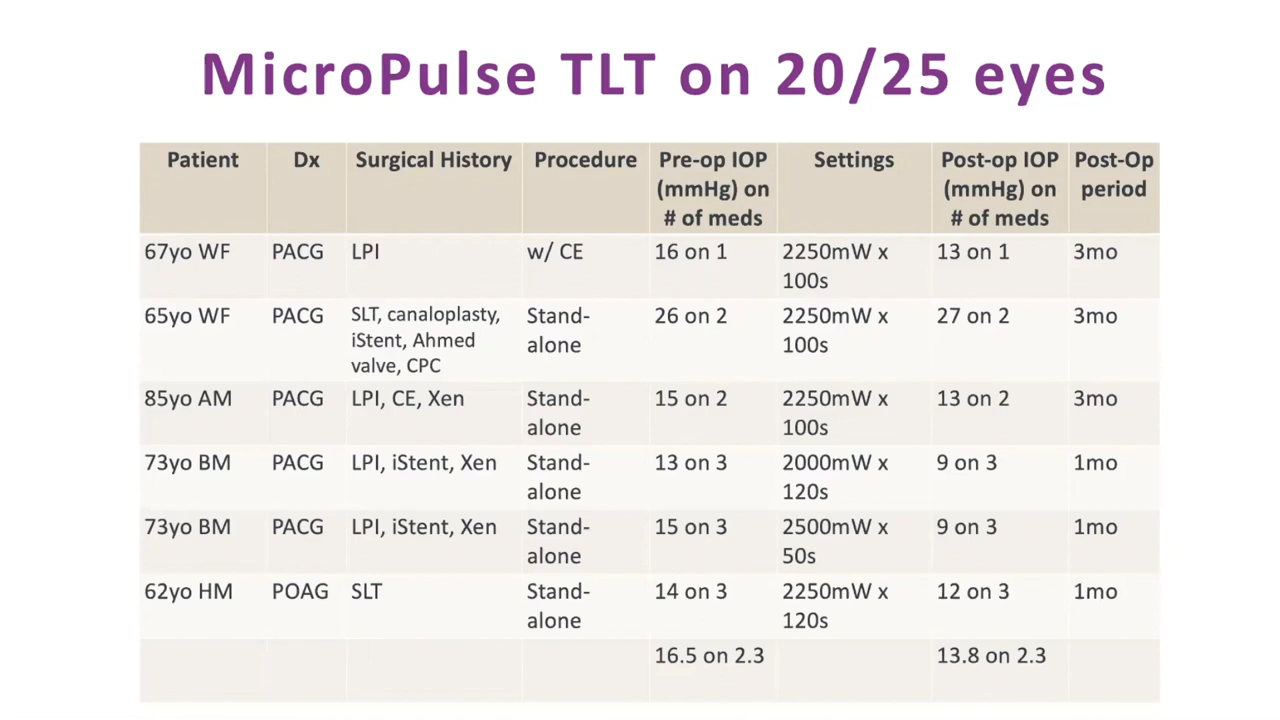 MicroPulse TLT on 20/25 eyes
Patient Dx Surgical History Procedure Pre-op IOP (mmHg) on # of meds Settings Post-op IOP (mmHg) on # of meds Post-Op period
67yo WF PACG LPI w/ CE 16 on 1 2250mW x 100s 13 on 1 3mo
65yo WF PACG SLT, canaloplasty, iStent, Ahmed valve, CPC Stand-alone 26 on 2 2250mW x 100s 27 on 2 3mo
85yo AM PACG LPI, CE, Xen Stand-alone 15 on 2 2250mW x 100s 13 on 2 3mo
73yo BM PACG LPI, iStent, Xen Stand-alone 13 on 3 2000mW x 120s 9 on 3 1mo
73yo BM PACG LPI, iStent, Xen Stand-alone 15 on 3 2500mW x 50s 9 on 3 1mo
62yo HM POAG SLT Stand-alone 14 on 3 2250mW x 120s 12 on 3 1mo
16.5 on 2.3 13.8 on 2.3